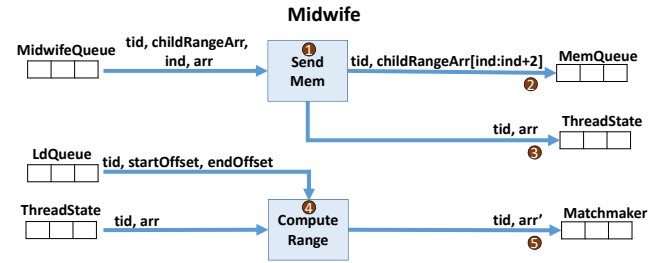 Midwife
MidwifeQueue
tid, childRangeArr,
ind, arr
1
Send
Mem
tid, childRangeArr[ind:ind+2]
2
MemQueue
tid, arr
3
ThreadState
LdQueue
tid, startOffset, endOffset
ThreadState
tid, arr
4
Compute
Range
tid, arr’
5
Matchmaker